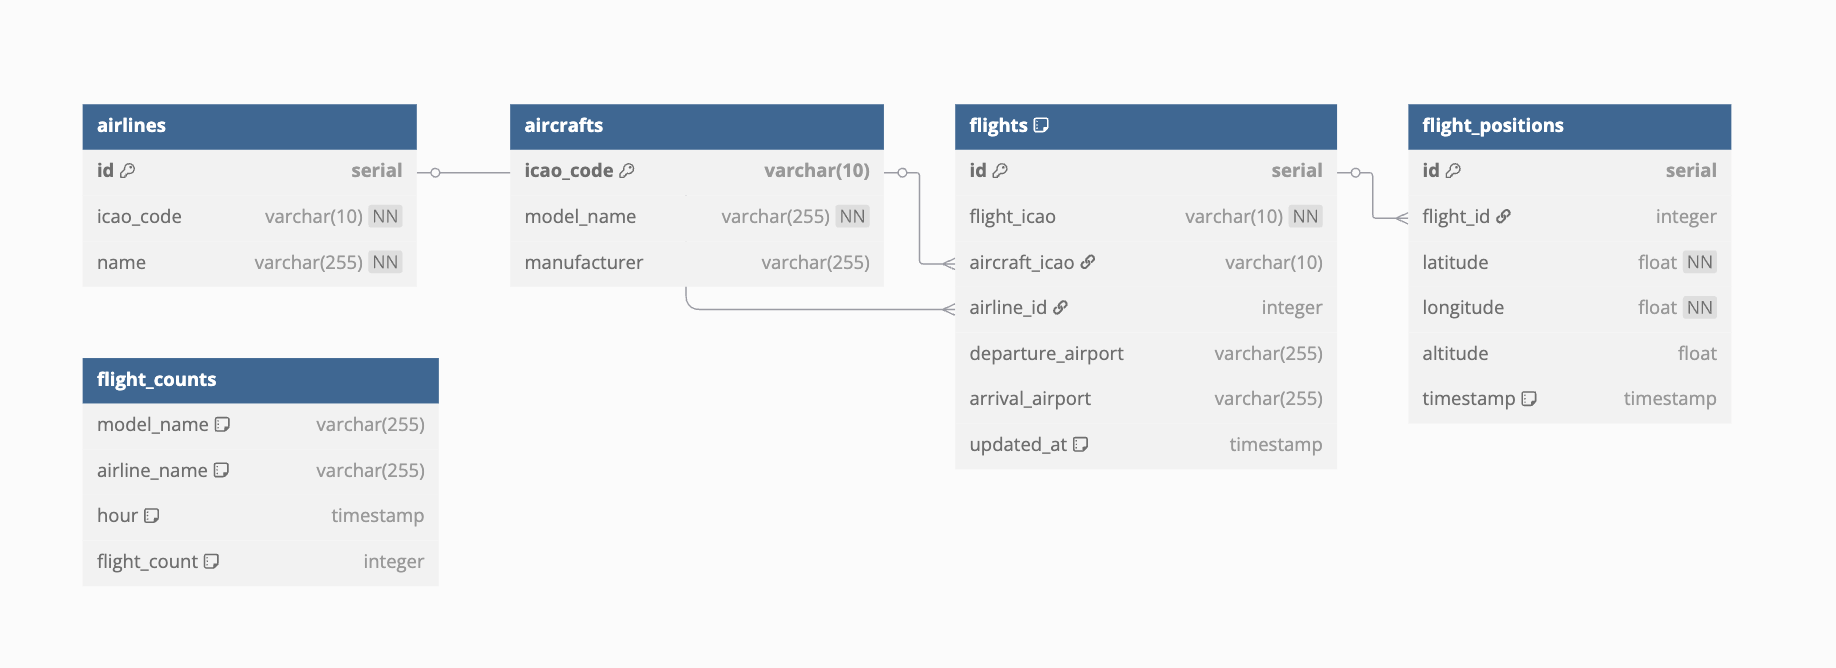 airlines
id serial
icao_code varchar(10) NN
name varchar(255) NN
aircrafts
icao_code varchar(10)
model_name varchar(255) NN
manufacturer varchar(255)
flights
id serial
flight_icao varchar(10) NN
aircraft_icao varchar(10)
airline_id integer
departure_airport varchar(255)
arrival_airport varchar(255)
updated_at timestamp
flight_positions
id serial
flight_id integer
latitude float NN
longitude float NN
altitude float
timestamp timestamp
flight_counts
model_name varchar(255)
airline_name varchar(255)
hour timestamp
flight_count integer